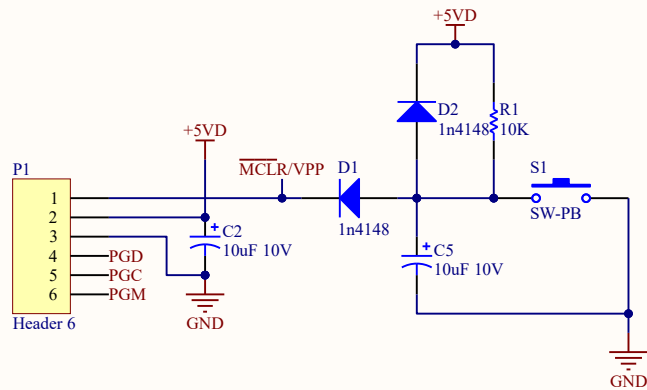 +5VD
D2
1n4148
R1
10K
+5VD
P1
MCLR/VPP
D1
1n4148
S1
SW-PB
1
2
3
4
5
6
PGD
PGC
PGM
+
C2
10uF 10V
+
C5
10uF 10V
Header 6
GND
GND